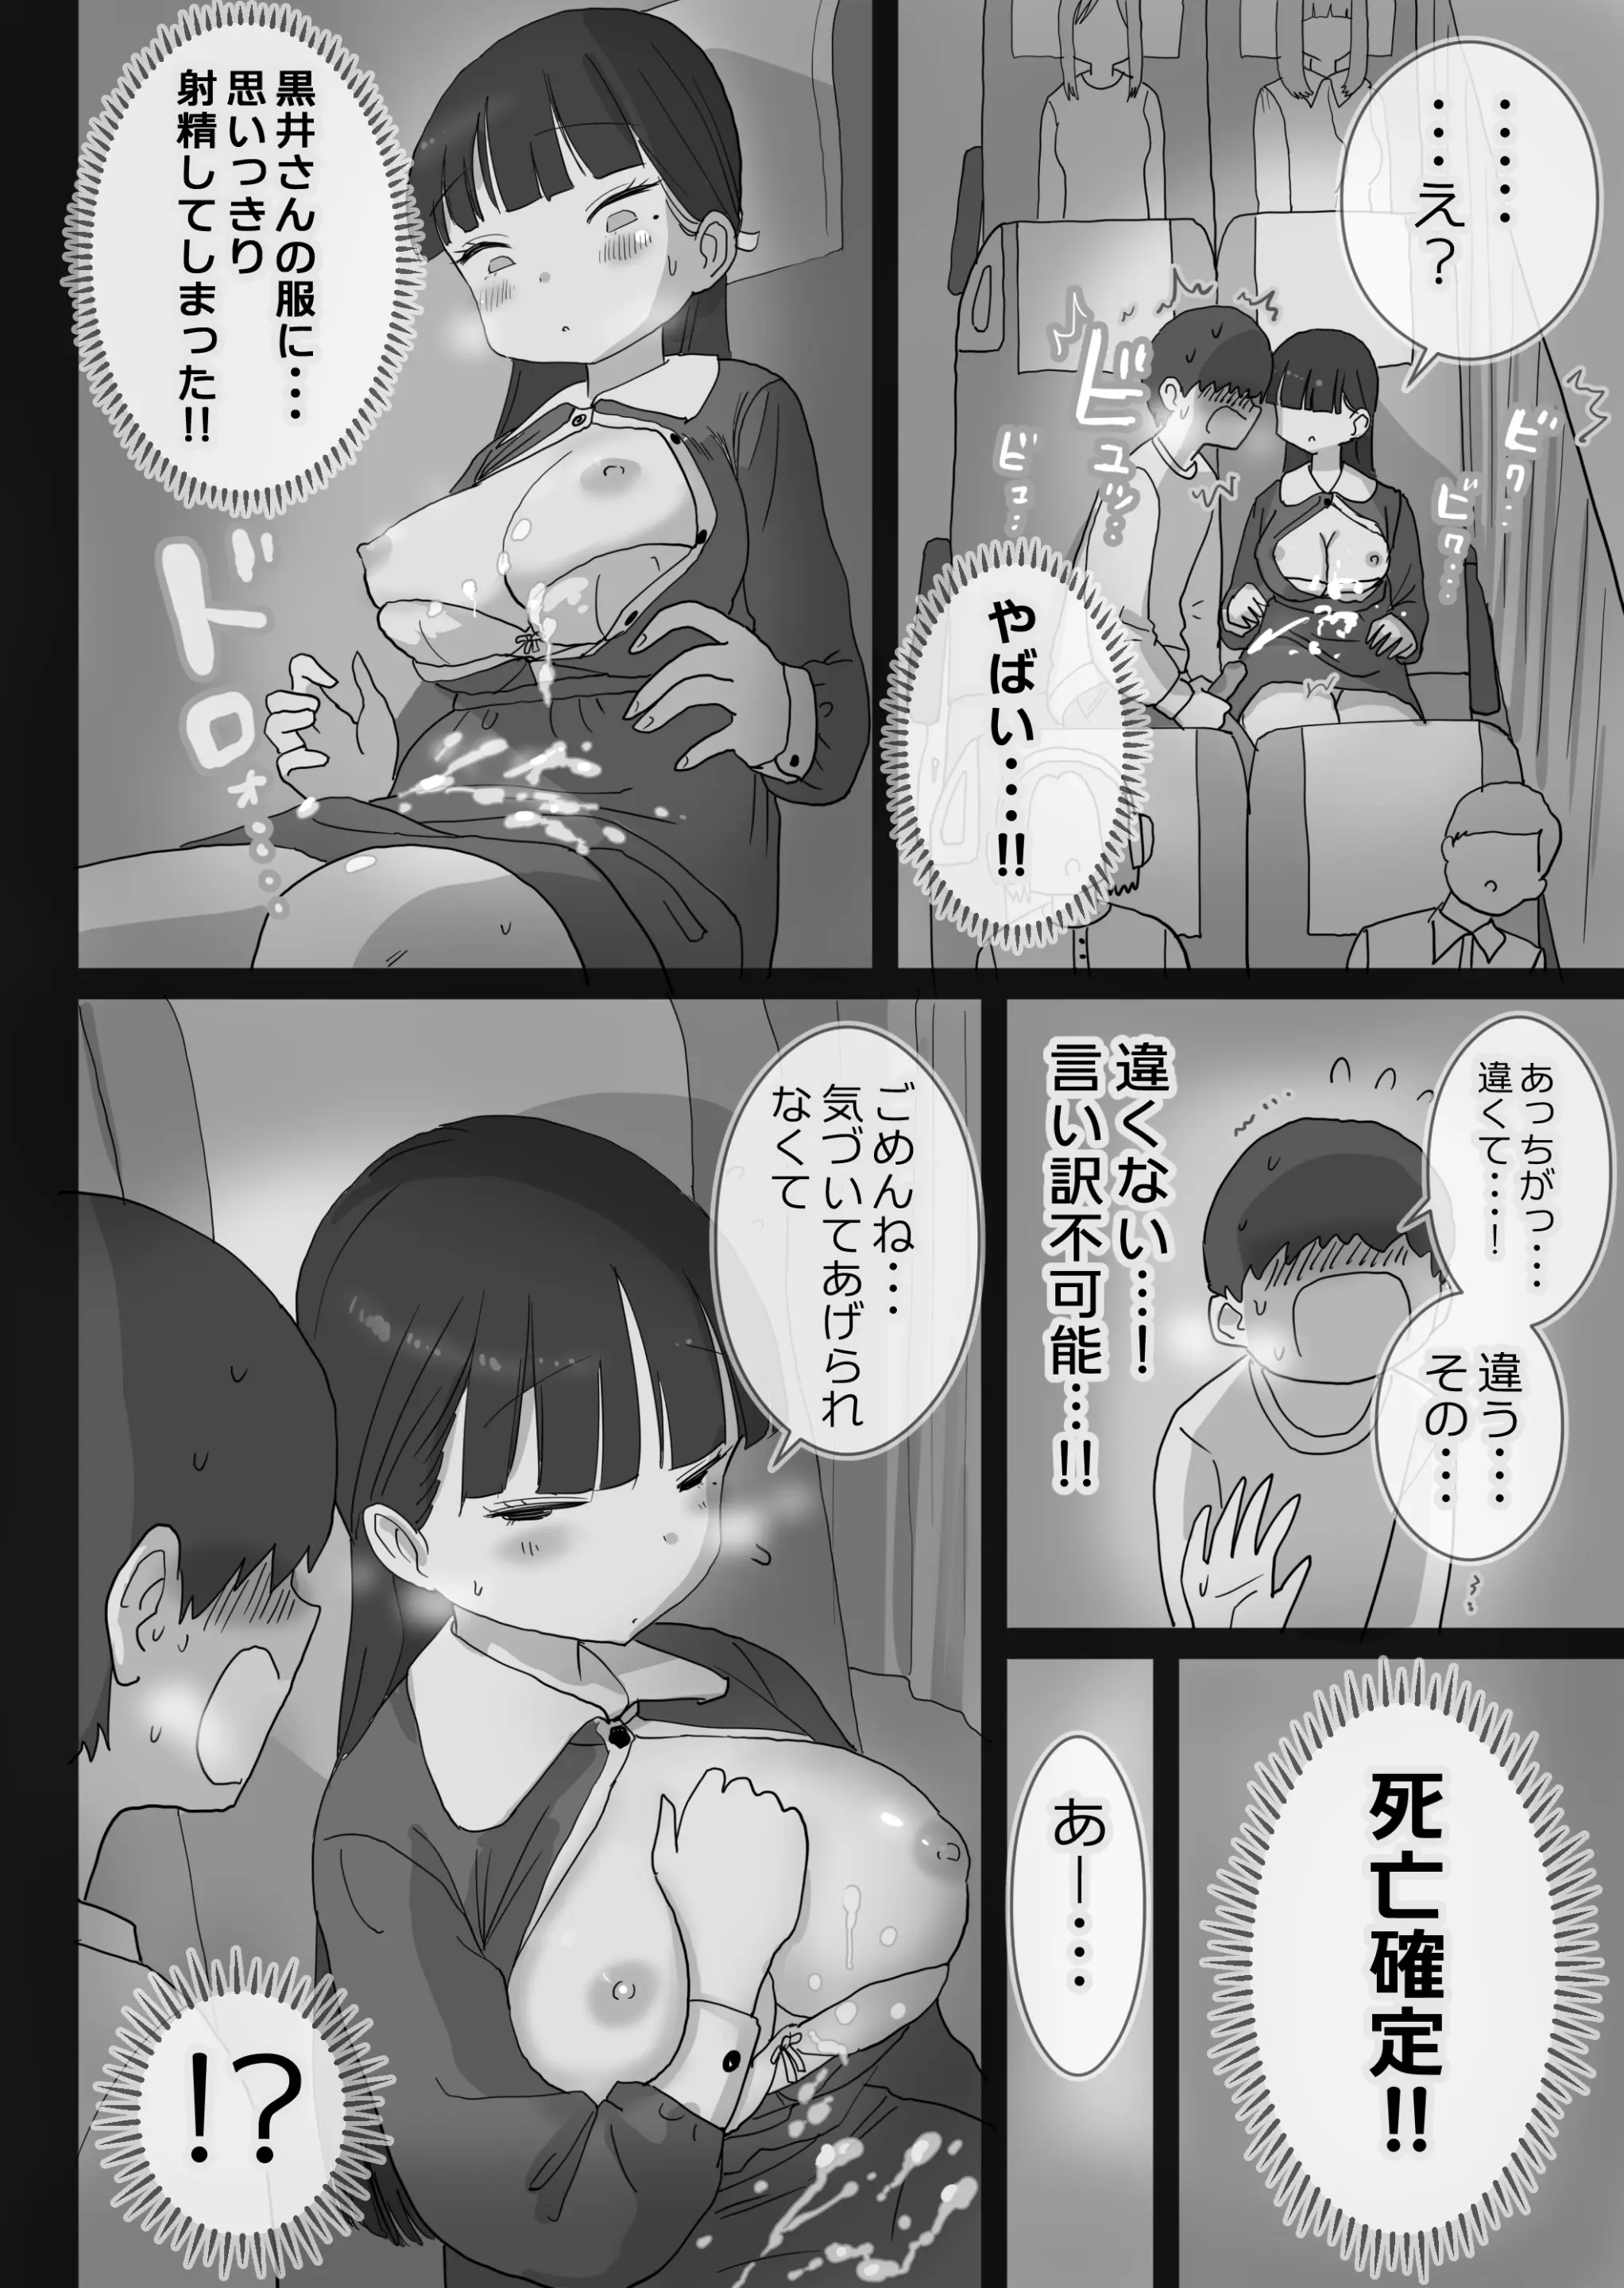 ・・・・・
・・・・え？
ビュッ・・
ビュ・・
ビク・・
ビク・・・
やばい・・・・!!
黒井さんの服に・・・
思いっきり
射精してしまった!!
ドロォ・・・・
あっちがっ・・・
違くて・・・・！
違う・・・
その・・・・
違くない・・・・！
言い訳不可能・・・!!
死亡確定!!
あー・・・
ごめんね・・・
気づいてあげられ
なくて
!?